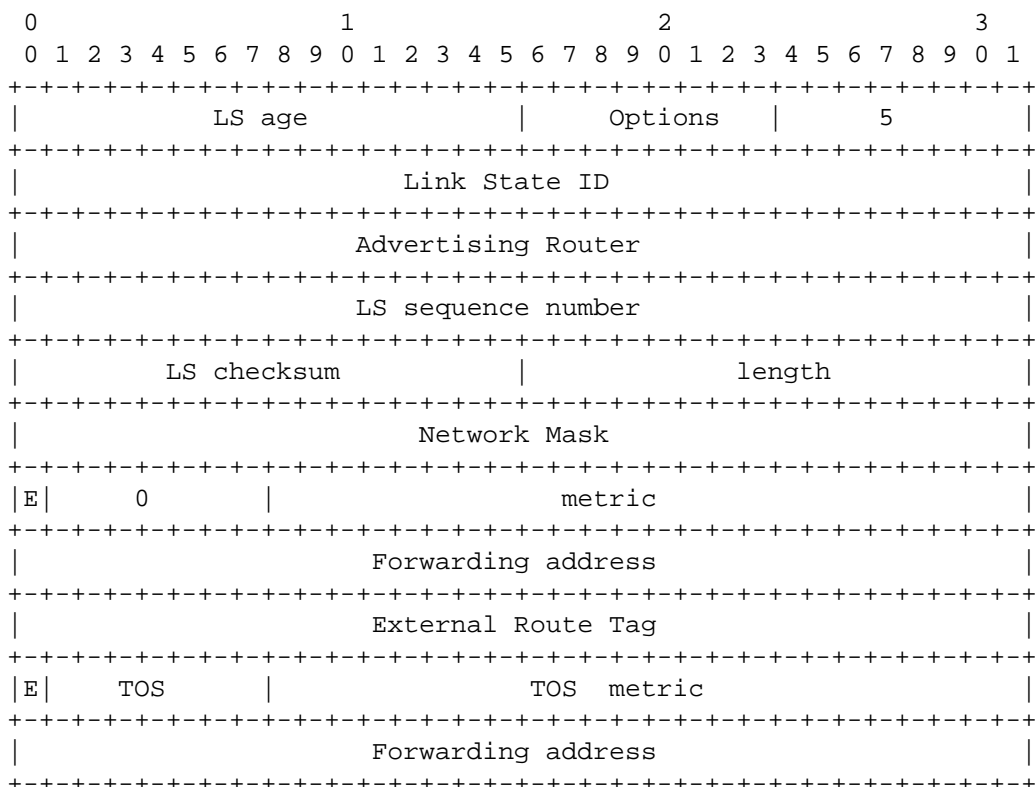 0                   1                   2                   3
 0 1 2 3 4 5 6 7 8 9 0 1 2 3 4 5 6 7 8 9 0 1 2 3 4 5 6 7 8 9 0 1
+-+-+-+-+-+-+-+-+-+-+-+-+-+-+-+-+-+-+-+-+-+-+-+-+-+-+-+-+-+-+-+-+
|            LS age             |     Options   |      5        |
+-+-+-+-+-+-+-+-+-+-+-+-+-+-+-+-+-+-+-+-+-+-+-+-+-+-+-+-+-+-+-+-+
|                        Link State ID                          |
+-+-+-+-+-+-+-+-+-+-+-+-+-+-+-+-+-+-+-+-+-+-+-+-+-+-+-+-+-+-+-+-+
|                     Advertising Router                        |
+-+-+-+-+-+-+-+-+-+-+-+-+-+-+-+-+-+-+-+-+-+-+-+-+-+-+-+-+-+-+-+-+
|                     LS sequence number                        |
+-+-+-+-+-+-+-+-+-+-+-+-+-+-+-+-+-+-+-+-+-+-+-+-+-+-+-+-+-+-+-+-+
|         LS checksum           |             length            |
+-+-+-+-+-+-+-+-+-+-+-+-+-+-+-+-+-+-+-+-+-+-+-+-+-+-+-+-+-+-+-+-+
|                         Network Mask                          |
+-+-+-+-+-+-+-+-+-+-+-+-+-+-+-+-+-+-+-+-+-+-+-+-+-+-+-+-+-+-+-+-+
|E|     0       |                  metric                       |
+-+-+-+-+-+-+-+-+-+-+-+-+-+-+-+-+-+-+-+-+-+-+-+-+-+-+-+-+-+-+-+-+
|                      Forwarding address                       |
+-+-+-+-+-+-+-+-+-+-+-+-+-+-+-+-+-+-+-+-+-+-+-+-+-+-+-+-+-+-+-+-+
|                      External Route Tag                       |
+-+-+-+-+-+-+-+-+-+-+-+-+-+-+-+-+-+-+-+-+-+-+-+-+-+-+-+-+-+-+-+-+
|E|    TOS      |                TOS  metric                    |
+-+-+-+-+-+-+-+-+-+-+-+-+-+-+-+-+-+-+-+-+-+-+-+-+-+-+-+-+-+-+-+-+
|                      Forwarding address                       |
+-+-+-+-+-+-+-+-+-+-+-+-+-+-+-+-+-+-+-+-+-+-+-+-+-+-+-+-+-+-+-+-+